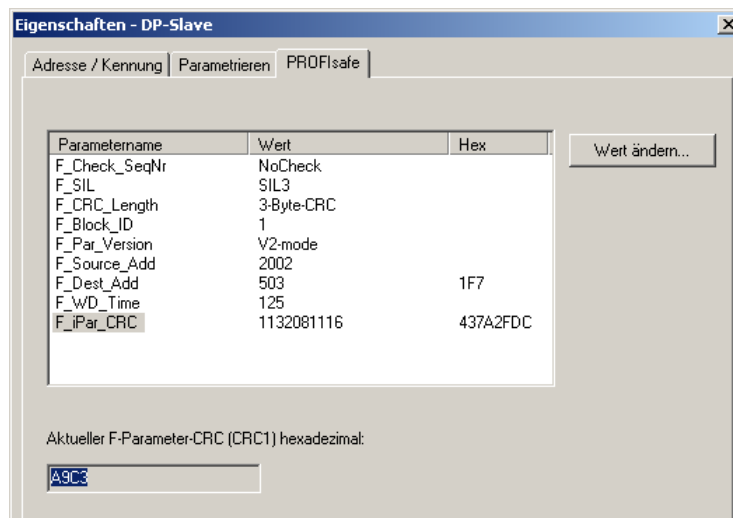 Eigenschaften - DP-Slave
Adresse / Kennung Parametrieren PROFIsafe
Parametername Wert Hex
Wert ändern...
F_Check_SeqNr NoCheck
F_SIL SIL3
F_CRC_Length 3-Byte-CRC
F_Block_ID 1
F_Par_Version V2-mode
F_Source_Add 2002
F_Dest_Add 503 1F7
F_WD_Time 125
F_iPar_CRC 1132081116 437A2FDC
Aktueller F-Parameter-CRC (CRC1) hexadezimal:
A9C3